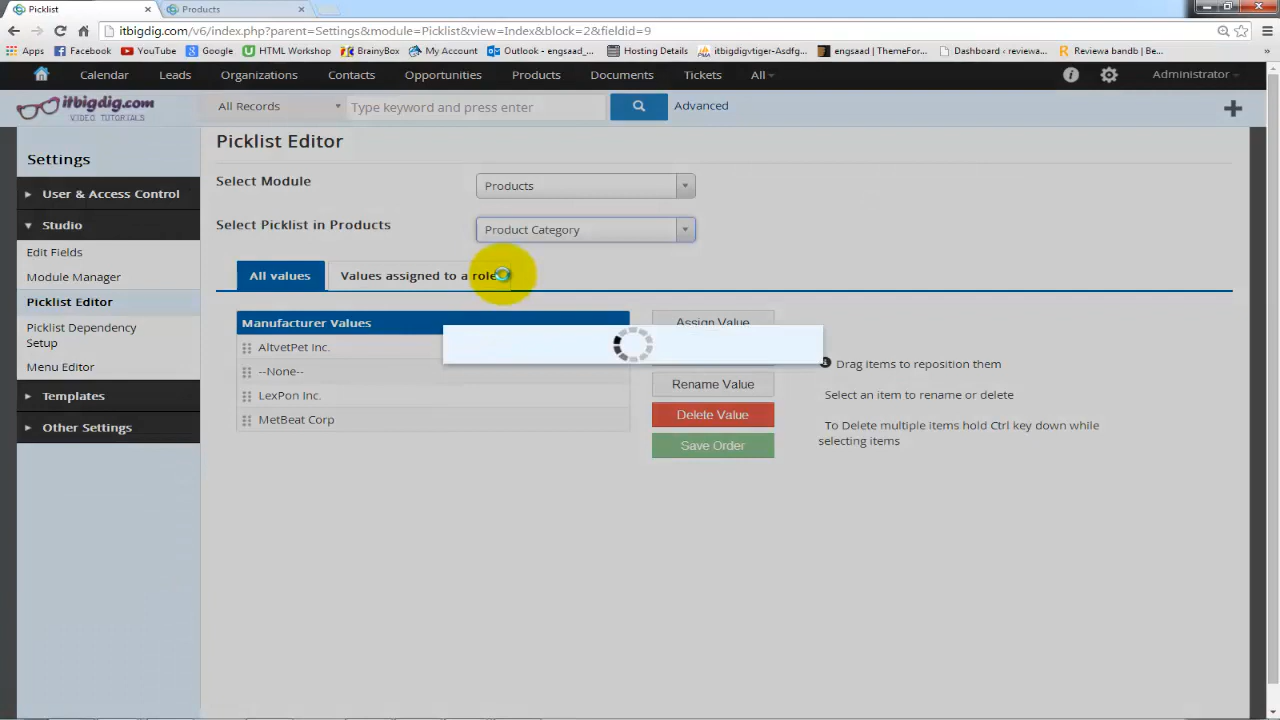 Picklist
Products
itbigdig.com/v6/index.php?parent=Settings&module=Picklist&view=Index&block=2&fieldid=9
Apps Facebook YouTube Google HTML Workshop BrainyBox My Account Outlook - engsaad_... Hosting Details itbigdigvtiger-Asdfg... engsaad | ThemeFor... Dashboard ‹ reviewa... Reviewa bandb | Be... »
Calendar Leads Organizations Contacts Opportunities Products Documents Tickets All Administrator
itbigdig.com
VIDEO TUTORIALS
All Records Type keyword and press enter Advanced
Settings
User & Access Control
Studio
Edit Fields
Module Manager
Picklist Editor
Picklist Dependency
Setup
Menu Editor
Templates
Other Settings
Picklist Editor
Select Module Products
Select Picklist in Products Product Category
All values Values assigned to a role
Manufacturer Values
AltvetPet Inc.
--None--
LexPon Inc.
MetBeat Corp
Assign Value
Rename Value
Delete Value
Save Order
Drag items to reposition them
Select an item to rename or delete
To Delete multiple items hold Ctrl key down while
selecting items